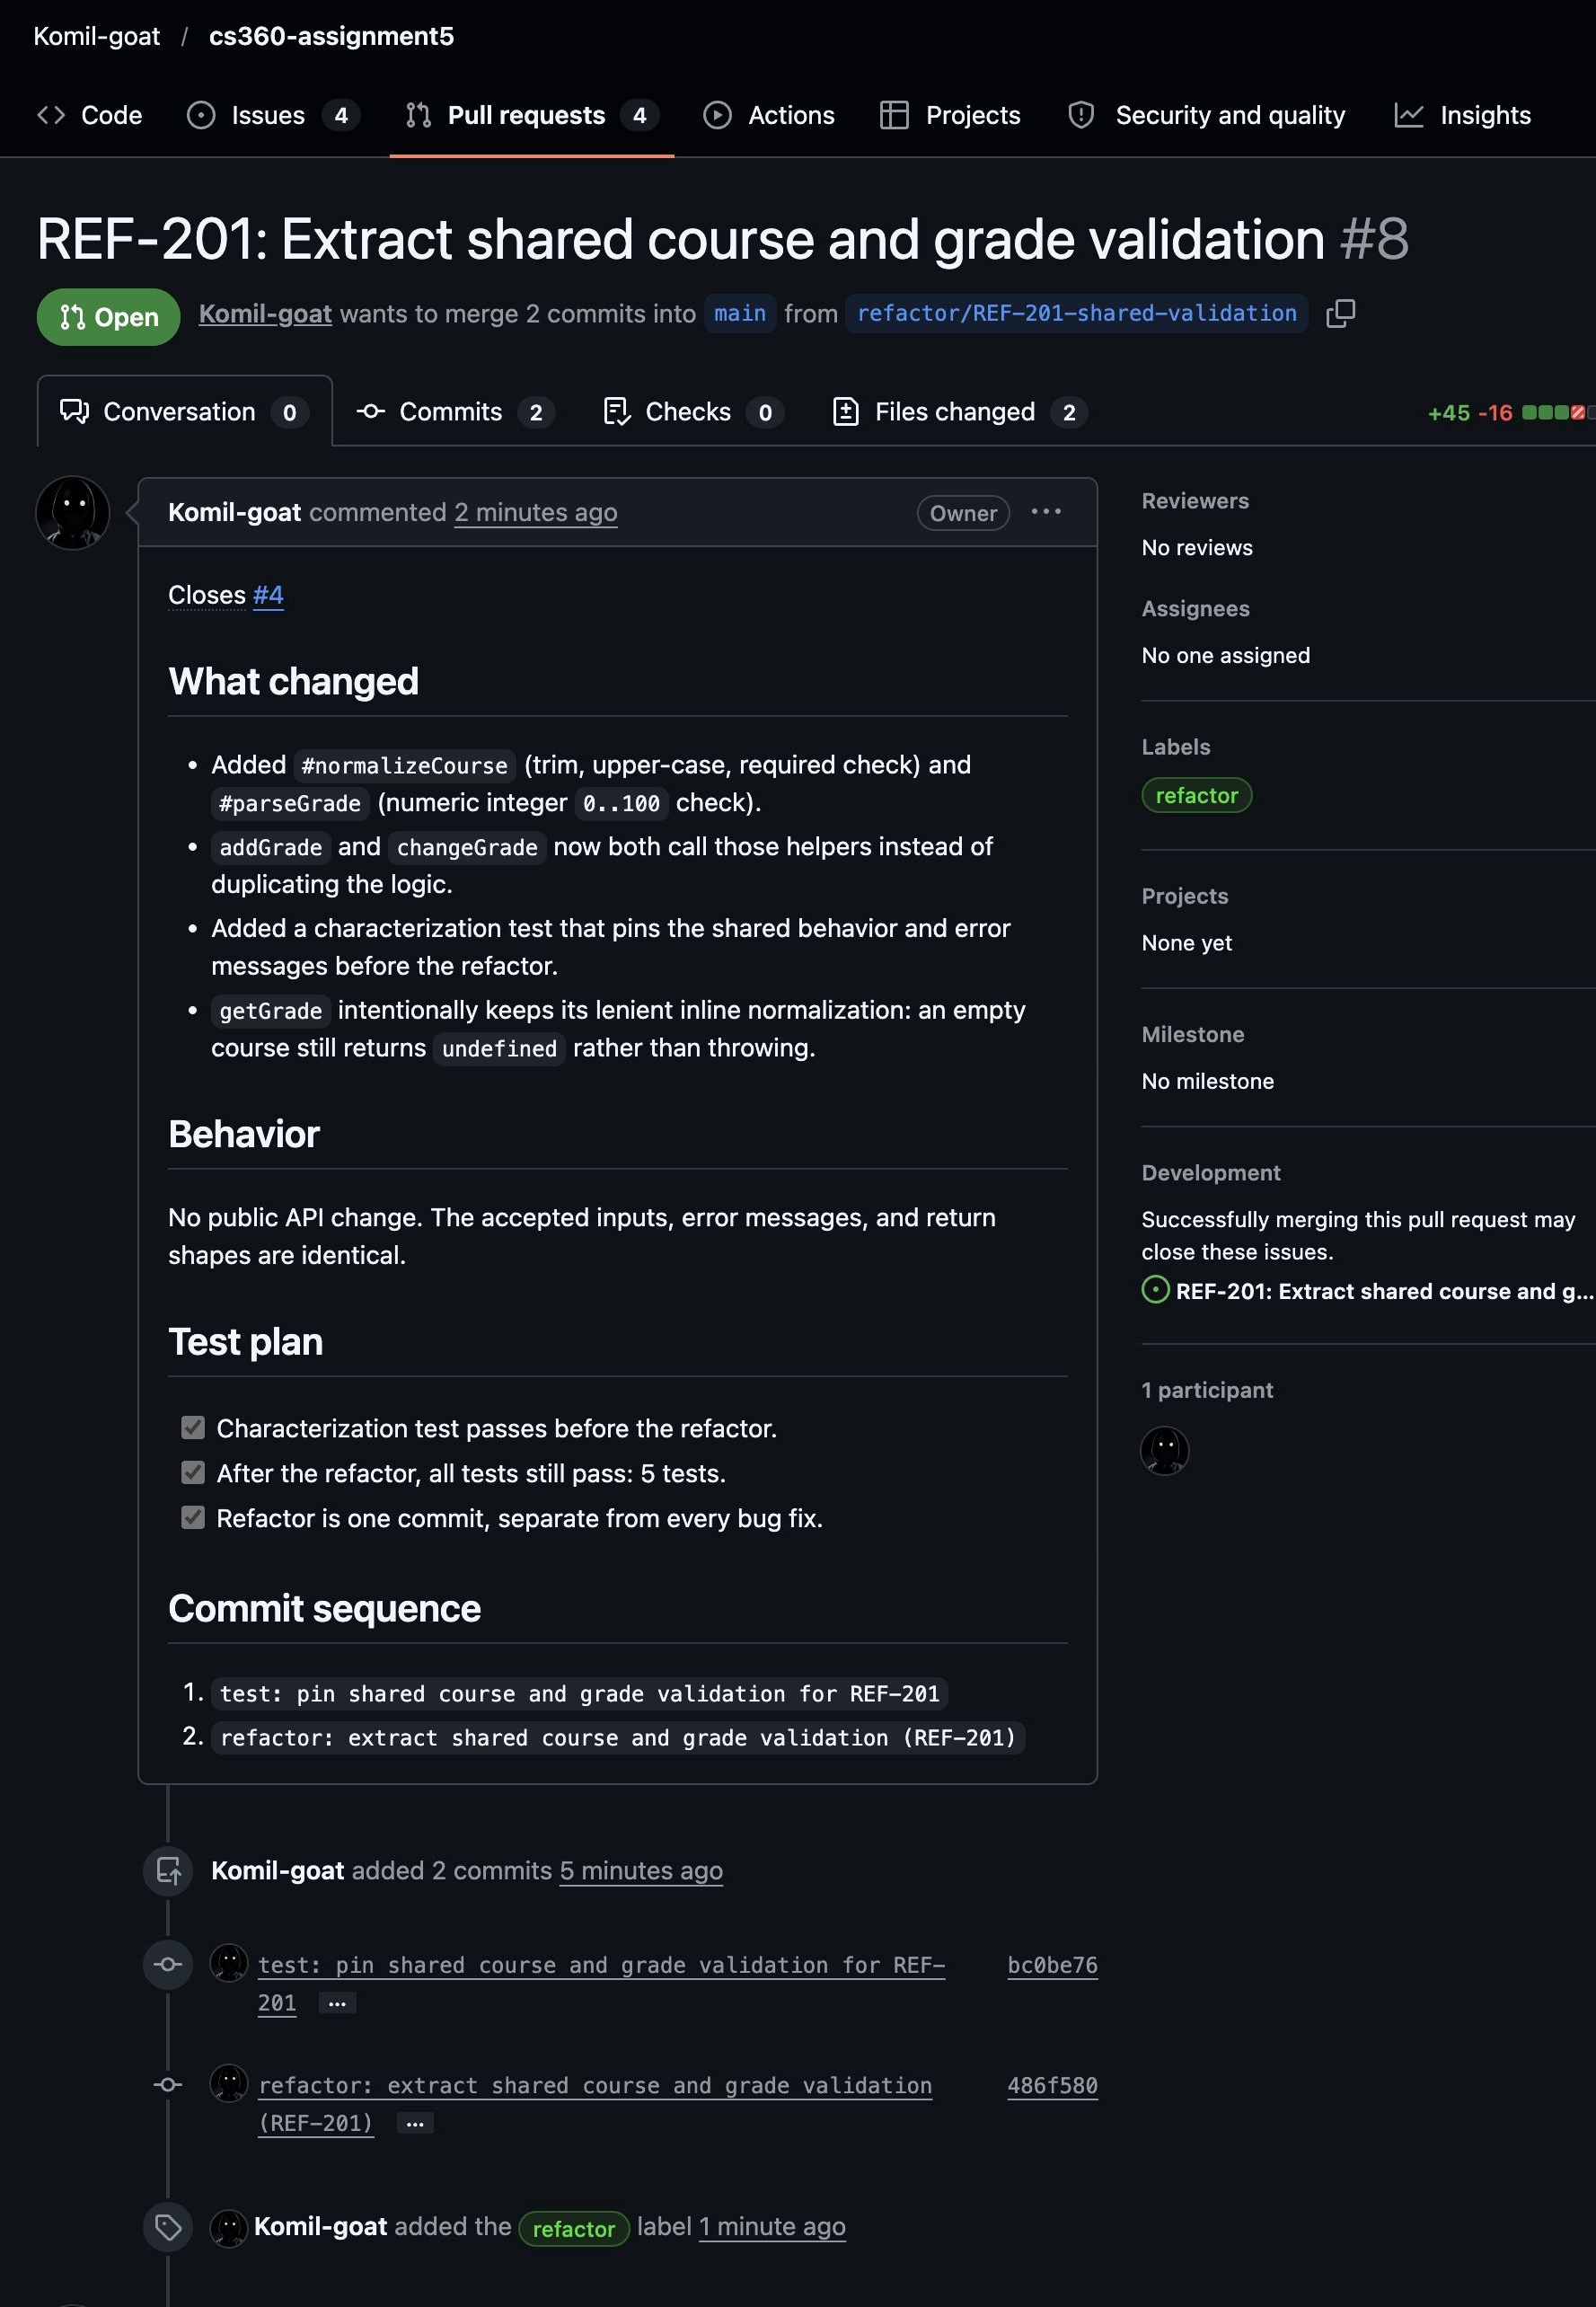 Komil-goat / cs360-assignment5
Code Issues 4 Pull requests 4 Actions Projects Security and quality Insights
REF-201: Extract shared course and grade validation #8
Open Komil-goat wants to merge 2 commits into main from refactor/REF-201-shared-validation
Conversation 0 Commits 2 Checks 0 Files changed 2 +45 -16
Komil-goat commented 2 minutes ago Owner ...
Closes #4
What changed
• Added #normalizeCourse (trim, upper-case, required check) and
#parseGrade (numeric integer 0..100 check).
• addGrade and changeGrade now both call those helpers instead of
duplicating the logic.
• Added a characterization test that pins the shared behavior and error
messages before the refactor.
• getGrade intentionally keeps its lenient inline normalization: an empty
course still returns undefined rather than throwing.
Behavior
No public API change. The accepted inputs, error messages, and return
shapes are identical.
Test plan
Characterization test passes before the refactor.
After the refactor, all tests still pass: 5 tests.
Refactor is one commit, separate from every bug fix.
Commit sequence
1. test: pin shared course and grade validation for REF-201
2. refactor: extract shared course and grade validation (REF-201)
Komil-goat added 2 commits 5 minutes ago
test: pin shared course and grade validation for REF- bc0be76
201 ...
refactor: extract shared course and grade validation 486f580
(REF-201) ...
Komil-goat added the refactor label 1 minute ago
Reviewers
No reviews
Assignees
No one assigned
Labels
refactor
Projects
None yet
Milestone
No milestone
Development
Successfully merging this pull request may
close these issues.
REF-201: Extract shared course and g...
1 participant